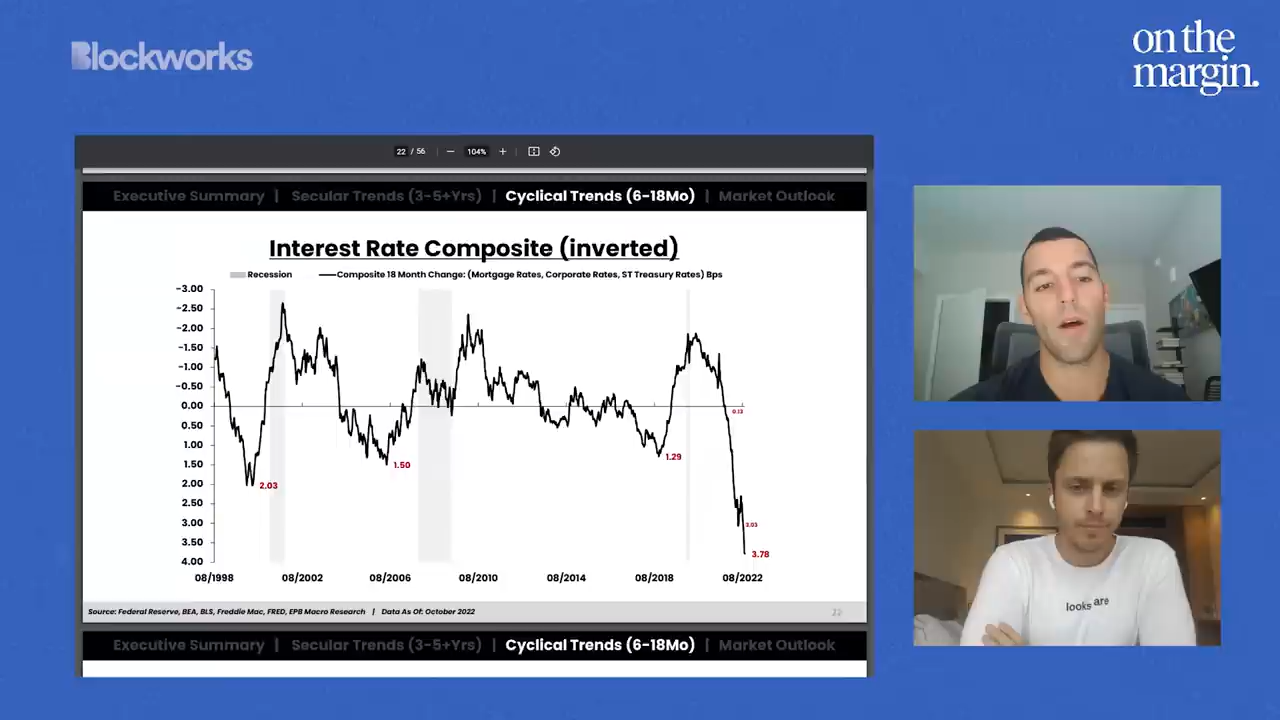 Blockworks
on the
margin.
22 / 56
104%
Executive Summary | Secular Trends (3-5+Yrs) | Cyclical Trends (6-18Mo) | Market Outlook
Interest Rate Composite (inverted)
Recession
Composite 18 Month Change: (Mortgage Rates, Corporate Rates, ST Treasury Rates) Bps
-3.00
-2.50
-2.00
-1.50
-1.00
-0.50
0.00
0.50
1.00
1.50
2.00
2.50
3.00
3.50
4.00
2.03
1.50
1.29
0.13
3.03
3.78
08/1998
08/2002
08/2006
08/2010
08/2014
08/2018
08/2022
Source: Federal Reserve, BEA, BLS, Freddie Mac, FRED, EPB Macro Research | Data As Of: October 2022
22
Executive Summary | Secular Trends (3-5+Yrs) | Cyclical Trends (6-18Mo) | Market Outlook
looks are